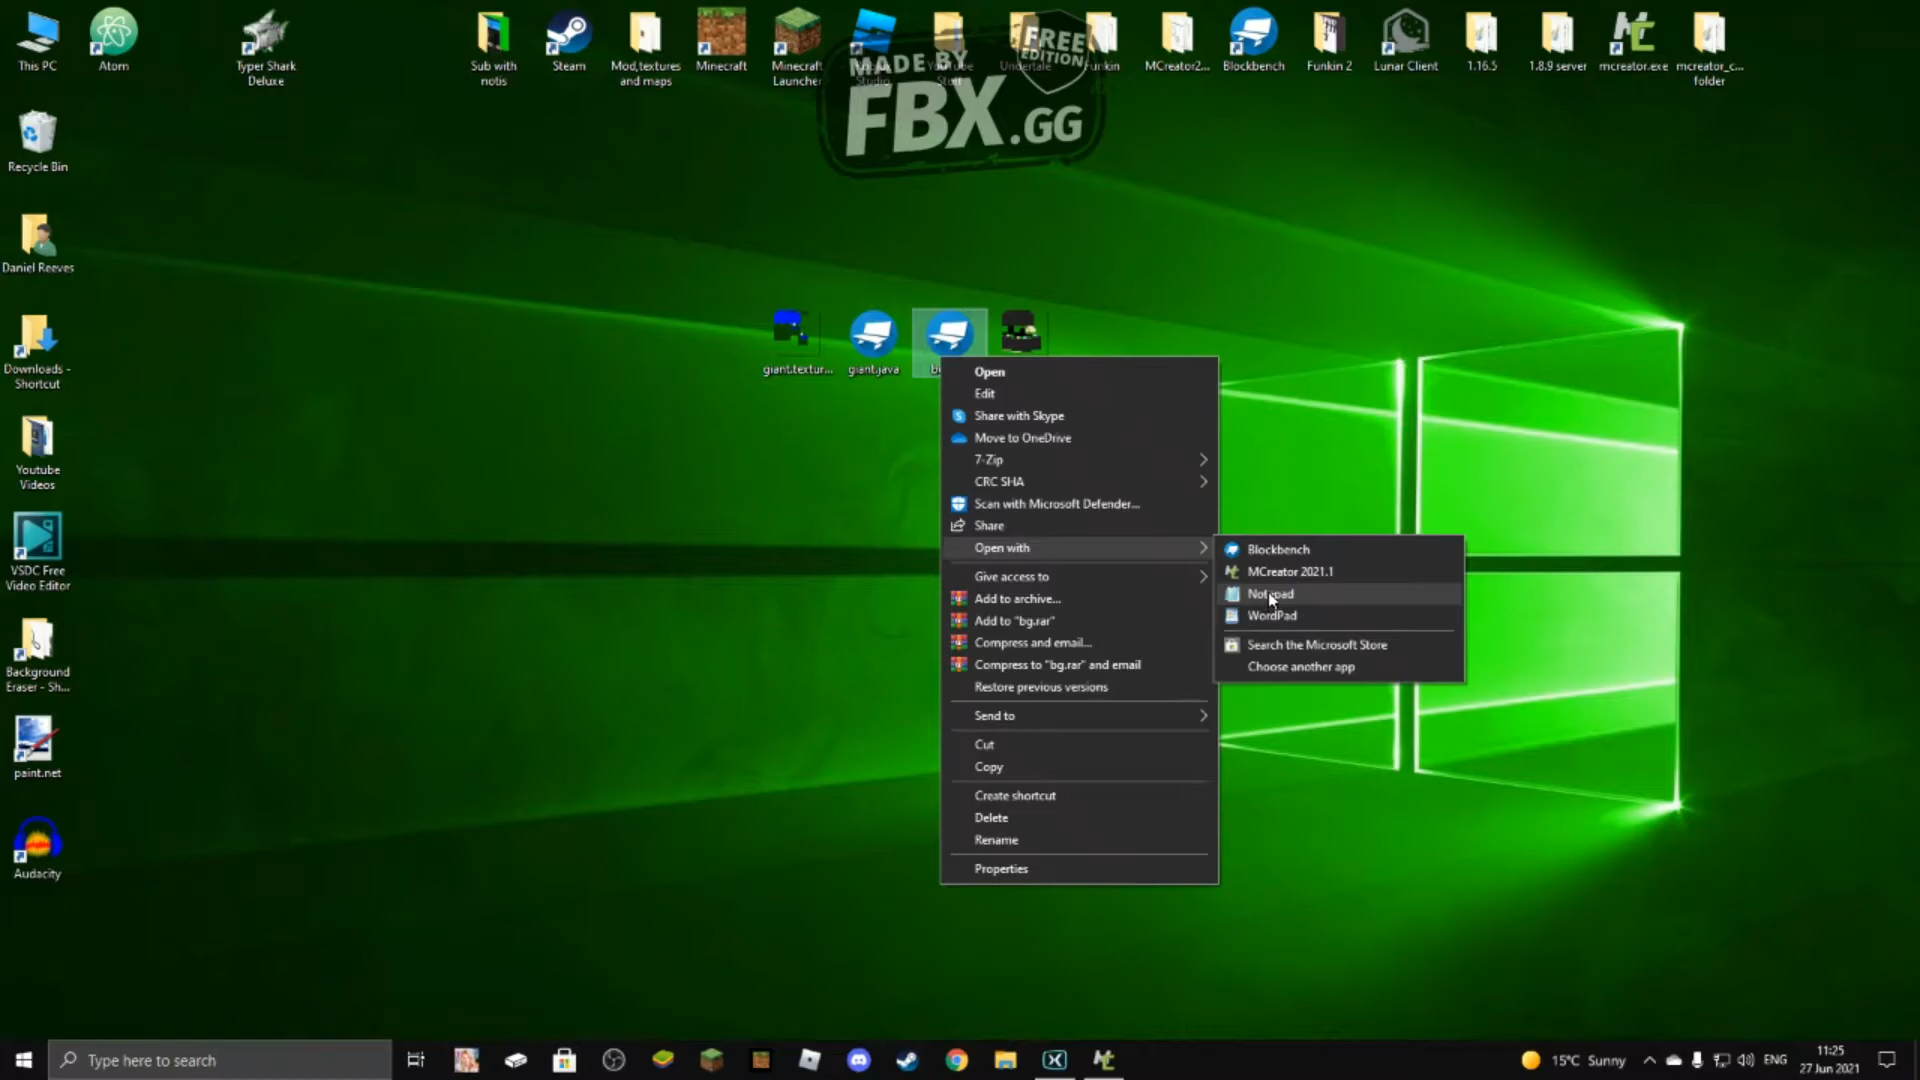 This PC
Atom
Typer Shark
Deluxe
Sub with
notis
Steam
Mod,textures
and maps
Minecraft
Minecraft
Launcher
Studio
YouTube
Stuff
Undertale
Funkin
MCreator2...
Blockbench
Funkin 2
Lunar Client
1.16.5
1.8.9 server
mcreator.exe
mcreator_c...
folder
MADE BY
FREE
EDITION
FBX.GG
Recycle Bin
Daniel Reeves
Downloads -
Shortcut
Youtube
Videos
VSDC Free
Video Editor
Background
Eraser - Sh...
paint.net
Audacity
giant.textur...
giant.java
Open
Edit
Share with Skype
Move to OneDrive
7-Zip
CRC SHA
Scan with Microsoft Defender...
Share
Open with
Give access to
Add to archive...
Add to "bg.rar"
Compress and email...
Compress to "bg.rar" and email
Restore previous versions
Send to
Cut
Copy
Create shortcut
Delete
Rename
Properties
Blockbench
MCreator 2021.1
Notepad
WordPad
Search the Microsoft Store
Choose another app
Type here to search
15°C Sunny
ENG
11:25
27 Jun 2021